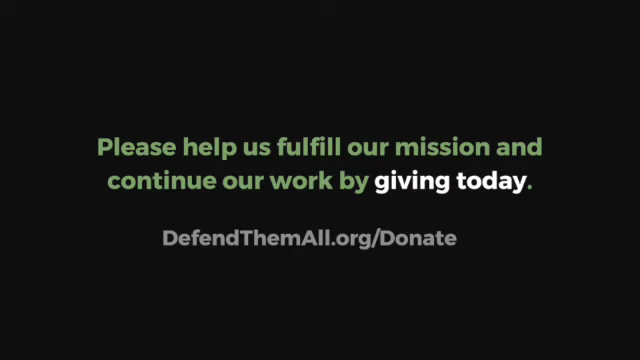 Please help us fulfill our mission and
continue our work by giving today.
DefendThemAll.org/Donate